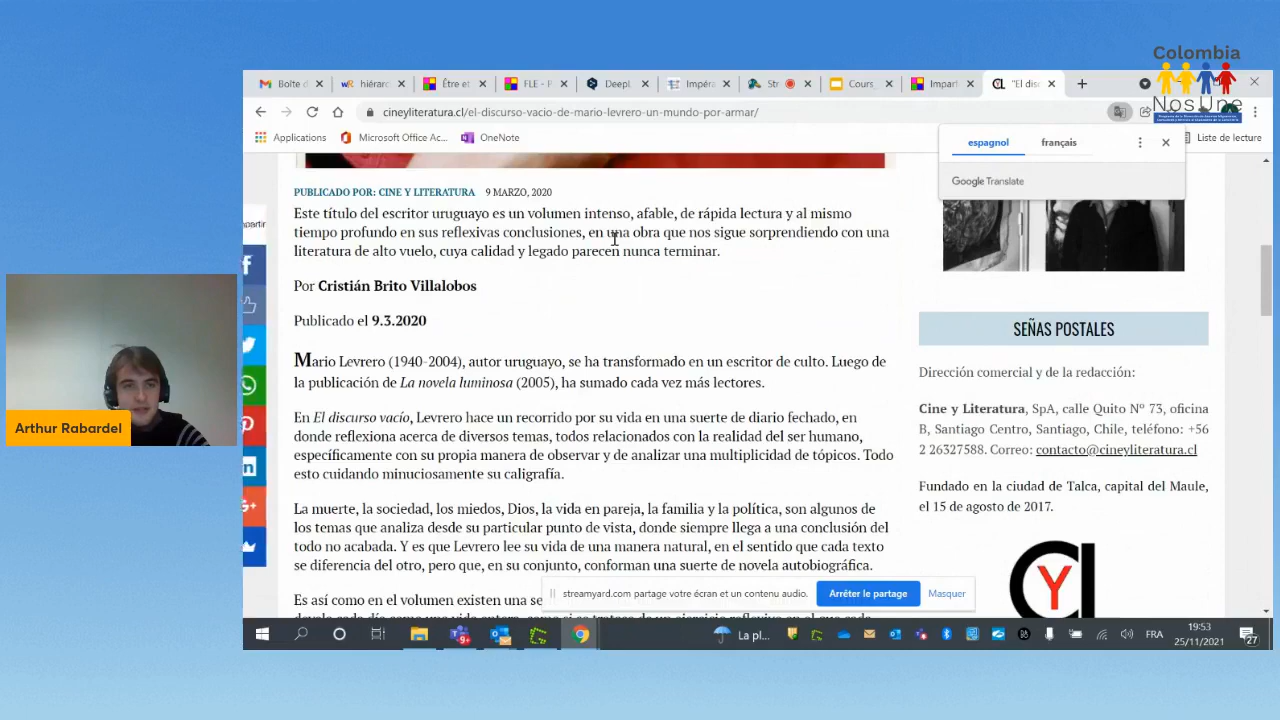 Colombia
NosUne
Boîte d
hiérarc
Être et
FLE - P
DeepL
Impéra
Str
Cours_
Impart
"El disc
cineyliteratura.cl/el-discurso-vacio-de-mario-levrero-un-mundo-por-armar/
Applications
Microsoft Office Ac...
OneNote
Liste de lecture
espagnol
français
Google Translate
PUBLICADO POR: CINE Y LITERATURA 9 MARZO, 2020
Este título del escritor uruguayo es un volumen intenso, afable, de rápida lectura y al mismo
tiempo profundo en sus reflexivas conclusiones, en una obra que nos sigue sorprendiendo con una
literatura de alto vuelo, cuya calidad y legado parecen nunca terminar.
Por Cristián Brito Villalobos
Publicado el 9.3.2020
Mario Levrero (1940-2004), autor uruguayo, se ha transformado en un escritor de culto. Luego de
la publicación de La novela luminosa (2005), ha sumado cada vez más lectores.
En El discurso vacío, Levrero hace un recorrido por su vida en una suerte de diario fechado, en
donde reflexiona acerca de diversos temas, todos relacionados con la realidad del ser humano,
específicamente con su propia manera de observar y de analizar una multiplicidad de tópicos. Todo
esto cuidando minuciosamente su caligrafía.
La muerte, la sociedad, los miedos, Dios, la vida en pareja, la familia y la política, son algunos de
los temas que analiza desde su particular punto de vista, donde siempre llega a una conclusión del
todo no acabada. Y es que Levrero lee su vida de una manera natural, en el sentido que cada texto
se diferencia del otro, pero que, en su conjunto, conforman una suerte de novela autobiográfica.
Es así como en el volumen existen una se
SEÑAS POSTALES
Dirección comercial y de la redacción:
Cine y Literatura, SpA, calle Quito Nº 73, oficina
B, Santiago Centro, Santiago, Chile, teléfono: +56
2 26327588. Correo: contacto@cineyliteratura.cl
Fundado en la ciudad de Talca, capital del Maule,
el 15 de agosto de 2017.
CL
Y
partir
Arthur Rabardel
streamyard.com partage votre écran et un contenu audio.
Arrêter le partage
Masquer
La pl...
FRA
19:53
25/11/2021
27